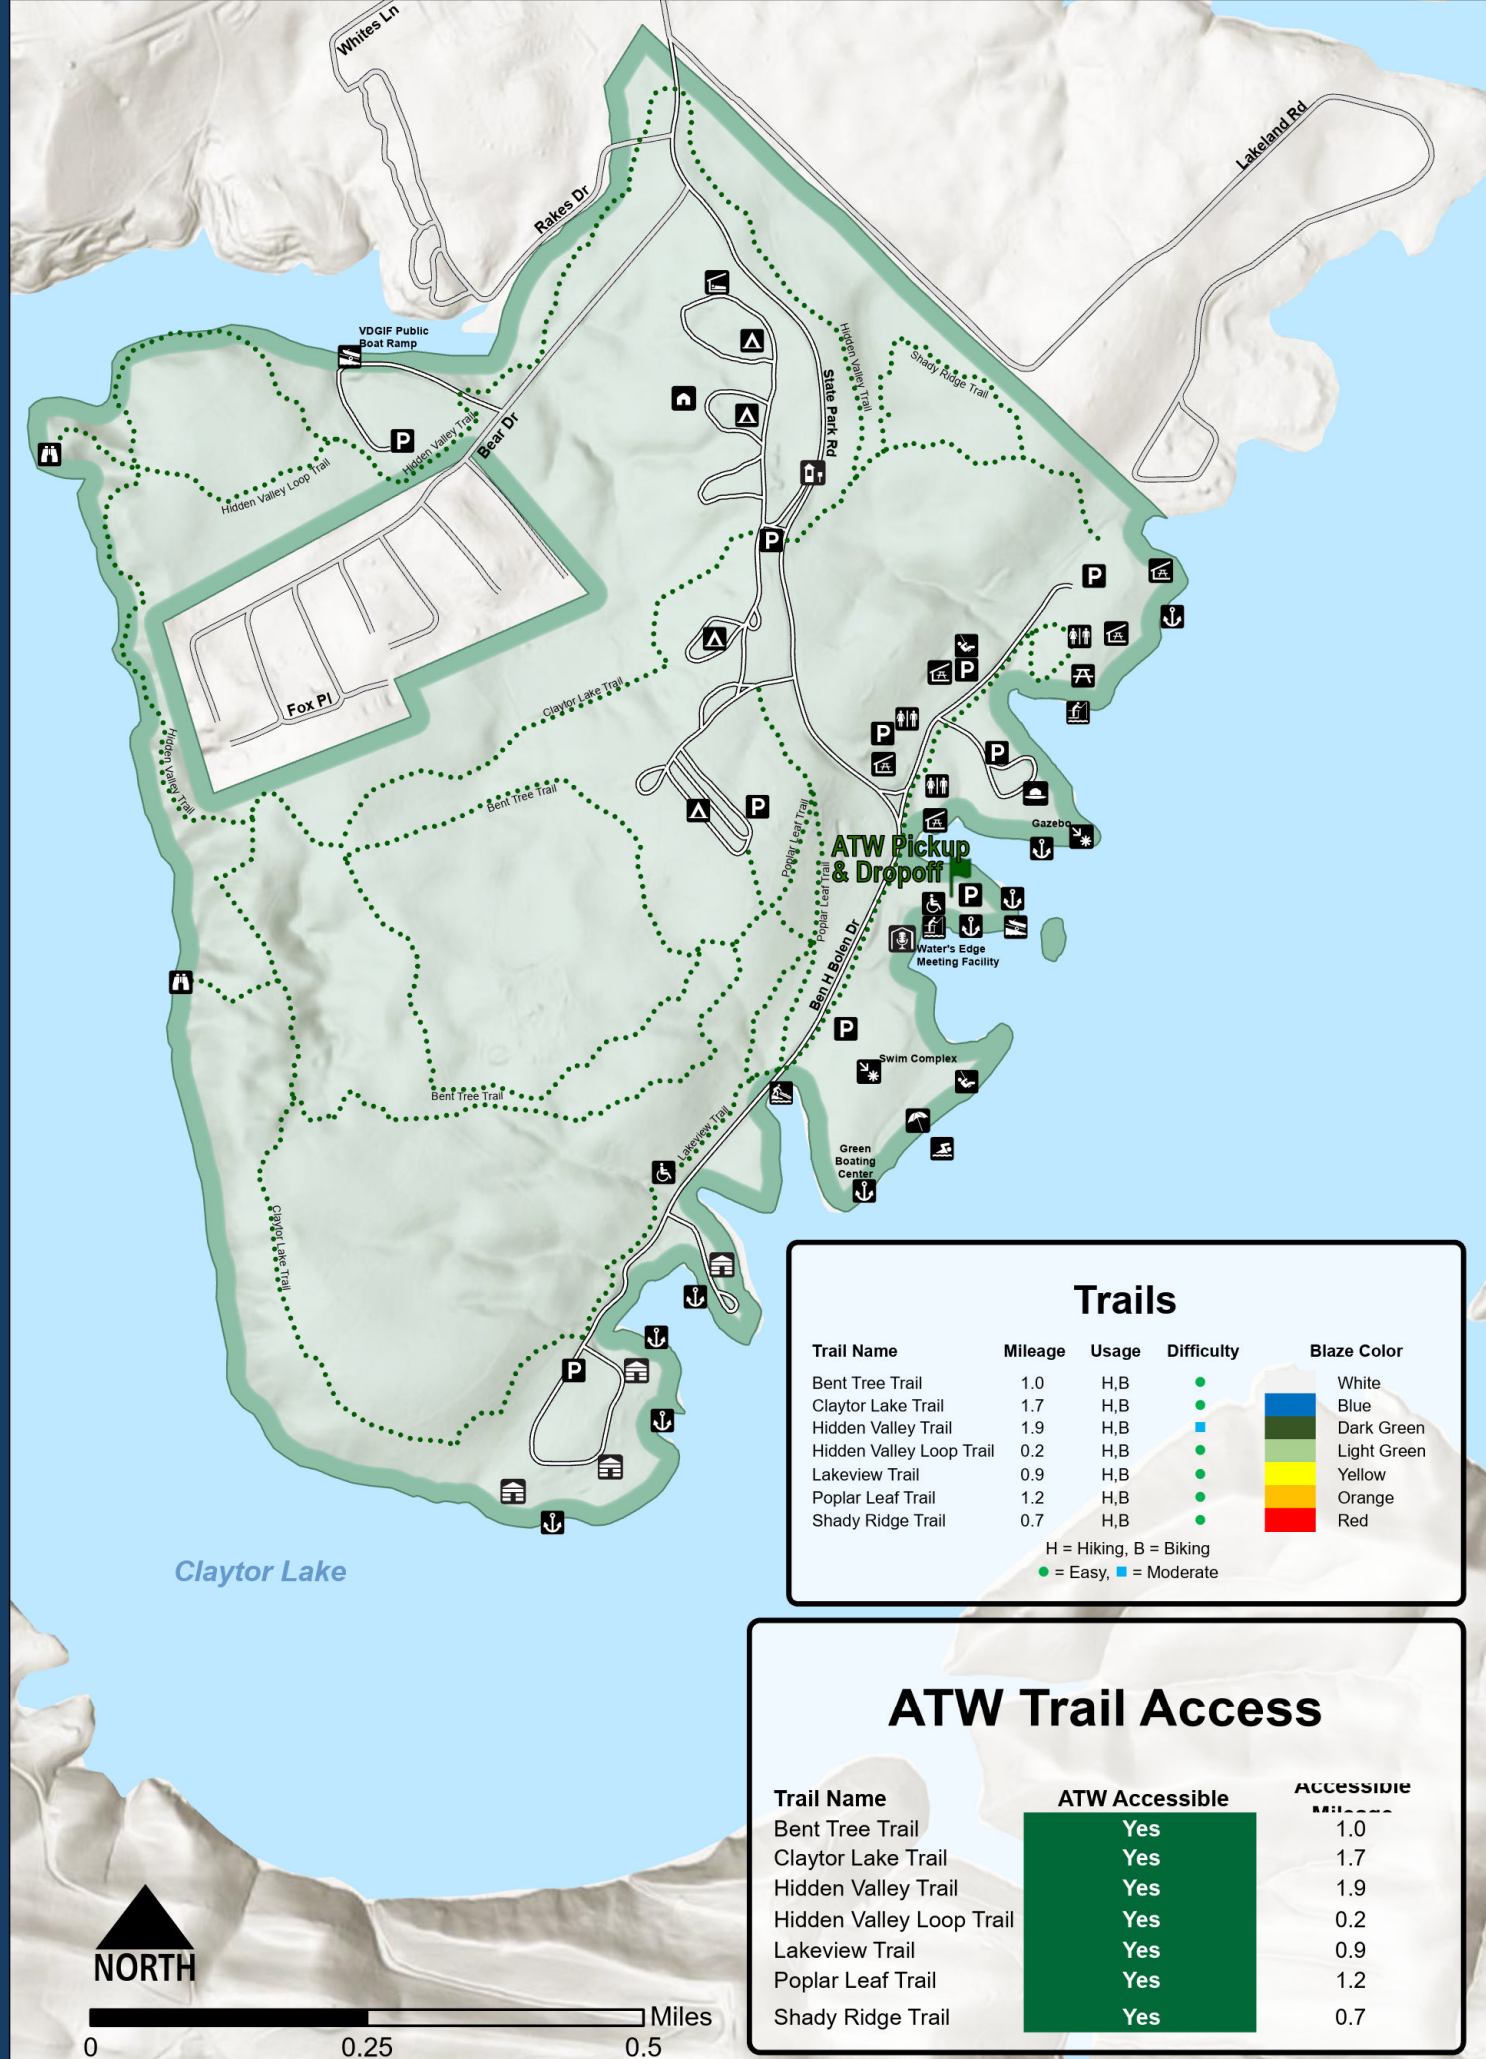 Whites Ln
Lakeland Rd
Rakes Dr
VDGIF Public
Boat Ramp
Hidden Valley Trail
Shady Ridge Trail
State Park Rd
P
Hidden Valley Trail
Bear Dr
Hidden Valley Loop Trail
P
P
Fox Pl
Claytor Lake Trail
P
P
Hidden Valley Trail
P
Bent Tree Trail
P
Poplar Leaf Trail
Gazebo
ATW Pickup
& Dropoff
Poplar Leaf Trail
P
Ben H Bolen Dr
Water's Edge
Meeting Facility
P
Swim Complex
Bent Tree Trail
Lakeview Trail
Green
Boating
Center
Claytor Lake Trail
P
Claytor Lake
Trails
Trail Name Mileage Usage Difficulty Blaze Color
Bent Tree Trail 1.0 H,B White
Claytor Lake Trail 1.7 H,B Blue
Hidden Valley Trail 1.9 H,B Dark Green
Hidden Valley Loop Trail 0.2 H,B Light Green
Lakeview Trail 0.9 H,B Yellow
Poplar Leaf Trail 1.2 H,B Orange
Shady Ridge Trail 0.7 H,B Red
H = Hiking, B = Biking
= Easy, = Moderate
ATW Trail Access
Accessible
Trail Name ATW Accessible Mileage
Bent Tree Trail Yes 1.0
Claytor Lake Trail Yes 1.7
Hidden Valley Trail Yes 1.9
Hidden Valley Loop Trail Yes 0.2
Lakeview Trail Yes 0.9
Poplar Leaf Trail Yes 1.2
Shady Ridge Trail Yes 0.7
NORTH
Miles
0 0.25 0.5